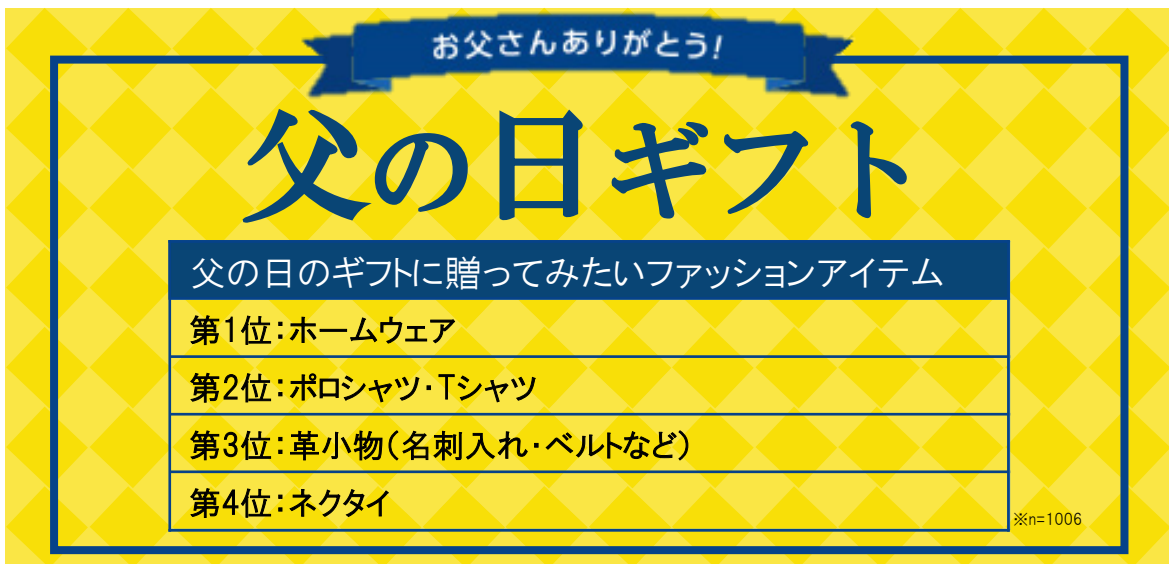 お父さんありがとう!
父の日ギフト
父の日のギフトに贈ってみたいファッションアイテム
第1位:ホームウェア
第2位:ポロシャツ・Tシャツ
第3位:革小物(名刺入れ・ベルトなど)
第4位:ネクタイ
※n=1006